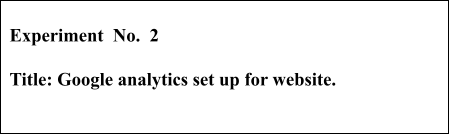 Experiment No. 2
Title: Google analytics set up for website.